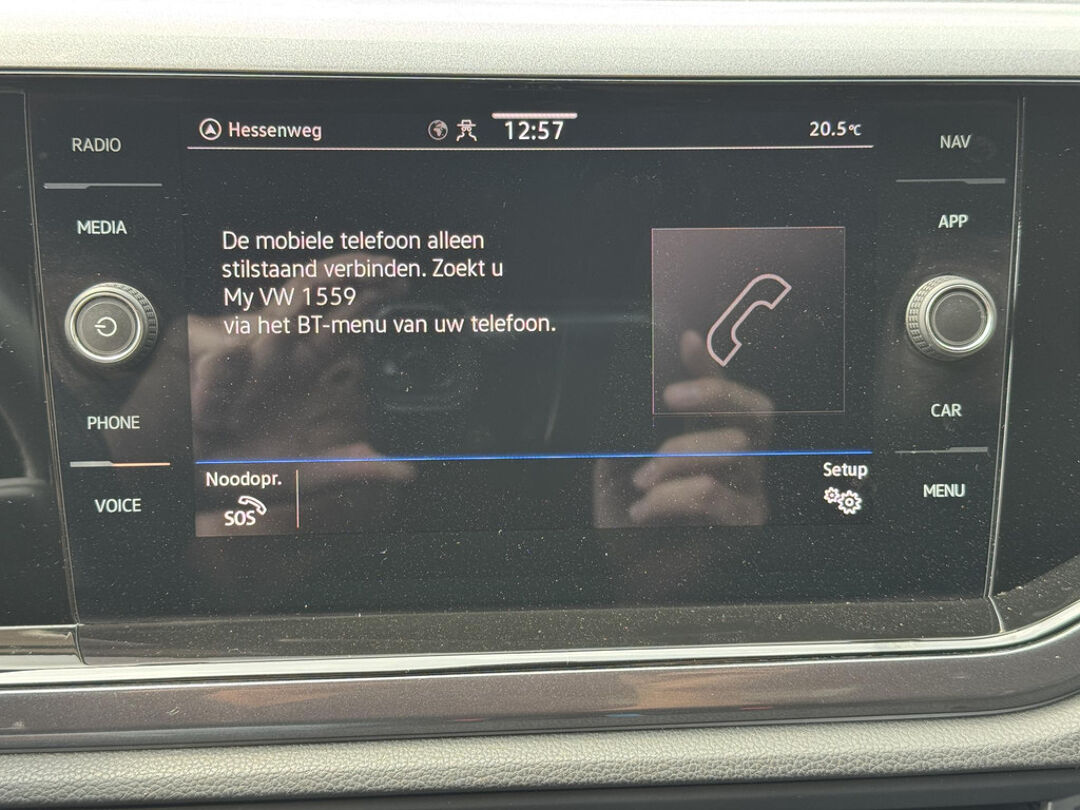 RADIO
MEDIA
PHONE
VOICE
Hessenweg
12:57
20.5°C
De mobiele telefoon alleen
stilstaand verbinden. Zoekt u
My VW 1559
via het BT-menu van uw telefoon.
Noodopr.
SOS
Setup
NAV
APP
CAR
MENU